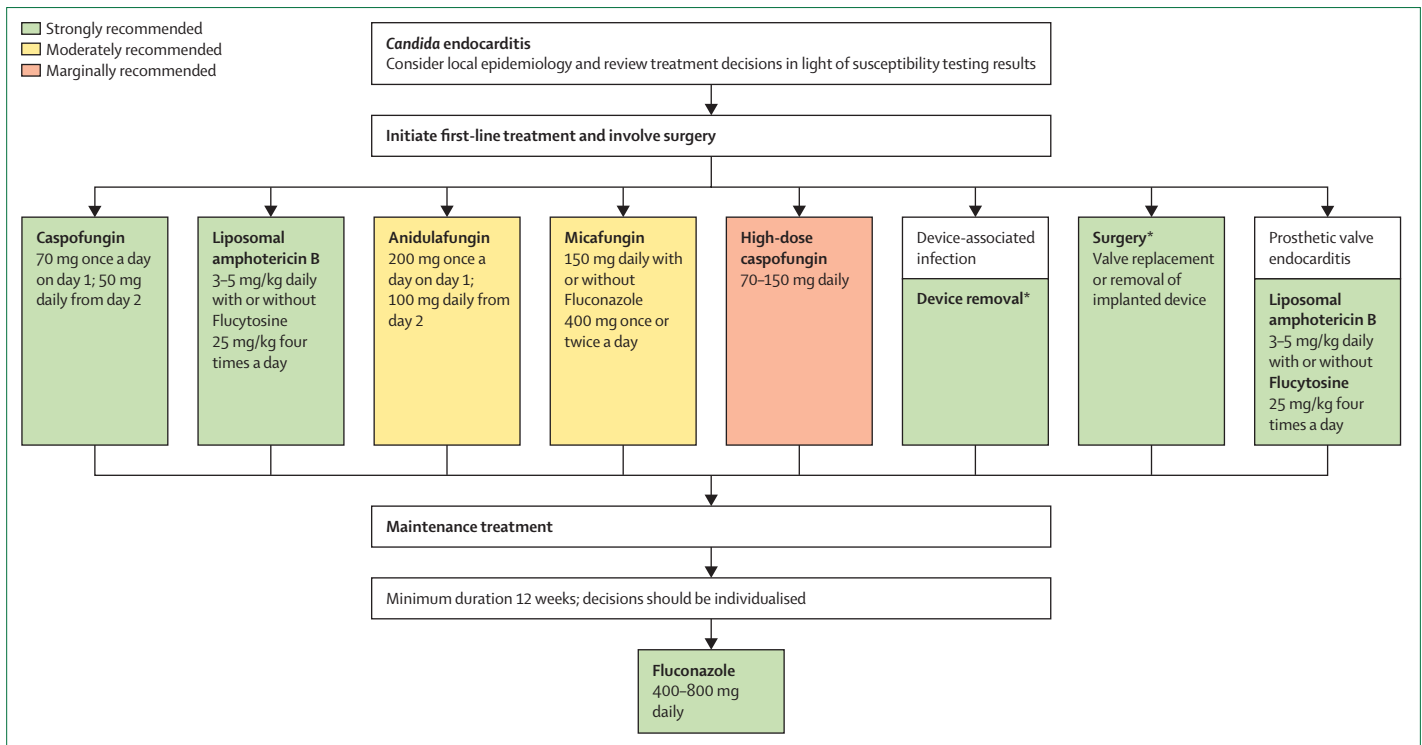 Strongly recommended
Moderately recommended
Marginally recommended
Candida endocarditis
Consider local epidemiology and review treatment decisions in light of susceptibility testing results
Initiate first-line treatment and involve surgery
Caspofungin
70 mg once a day
on day 1; 50 mg
daily from day 2
Liposomal
amphotericin B
3–5 mg/kg daily
with or without
Flucytosine
25 mg/kg four
times a day
Anidulafungin
200 mg once a
day on day 1;
100 mg daily from
day 2
Micafungin
150 mg daily with
or without
Fluconazole
400 mg once or
twice a day
High-dose
caspofungin
70–150 mg daily
Device-associated
infection
Device removal*
Surgery*
Valve replacement
or removal of
implanted device
Prosthetic valve
endocarditis
Liposomal
amphotericin B
3–5 mg/kg daily
with or without
Flucytosine
25 mg/kg four
times a day
Maintenance treatment
Minimum duration 12 weeks; decisions should be individualised
Fluconazole
400–800 mg
daily